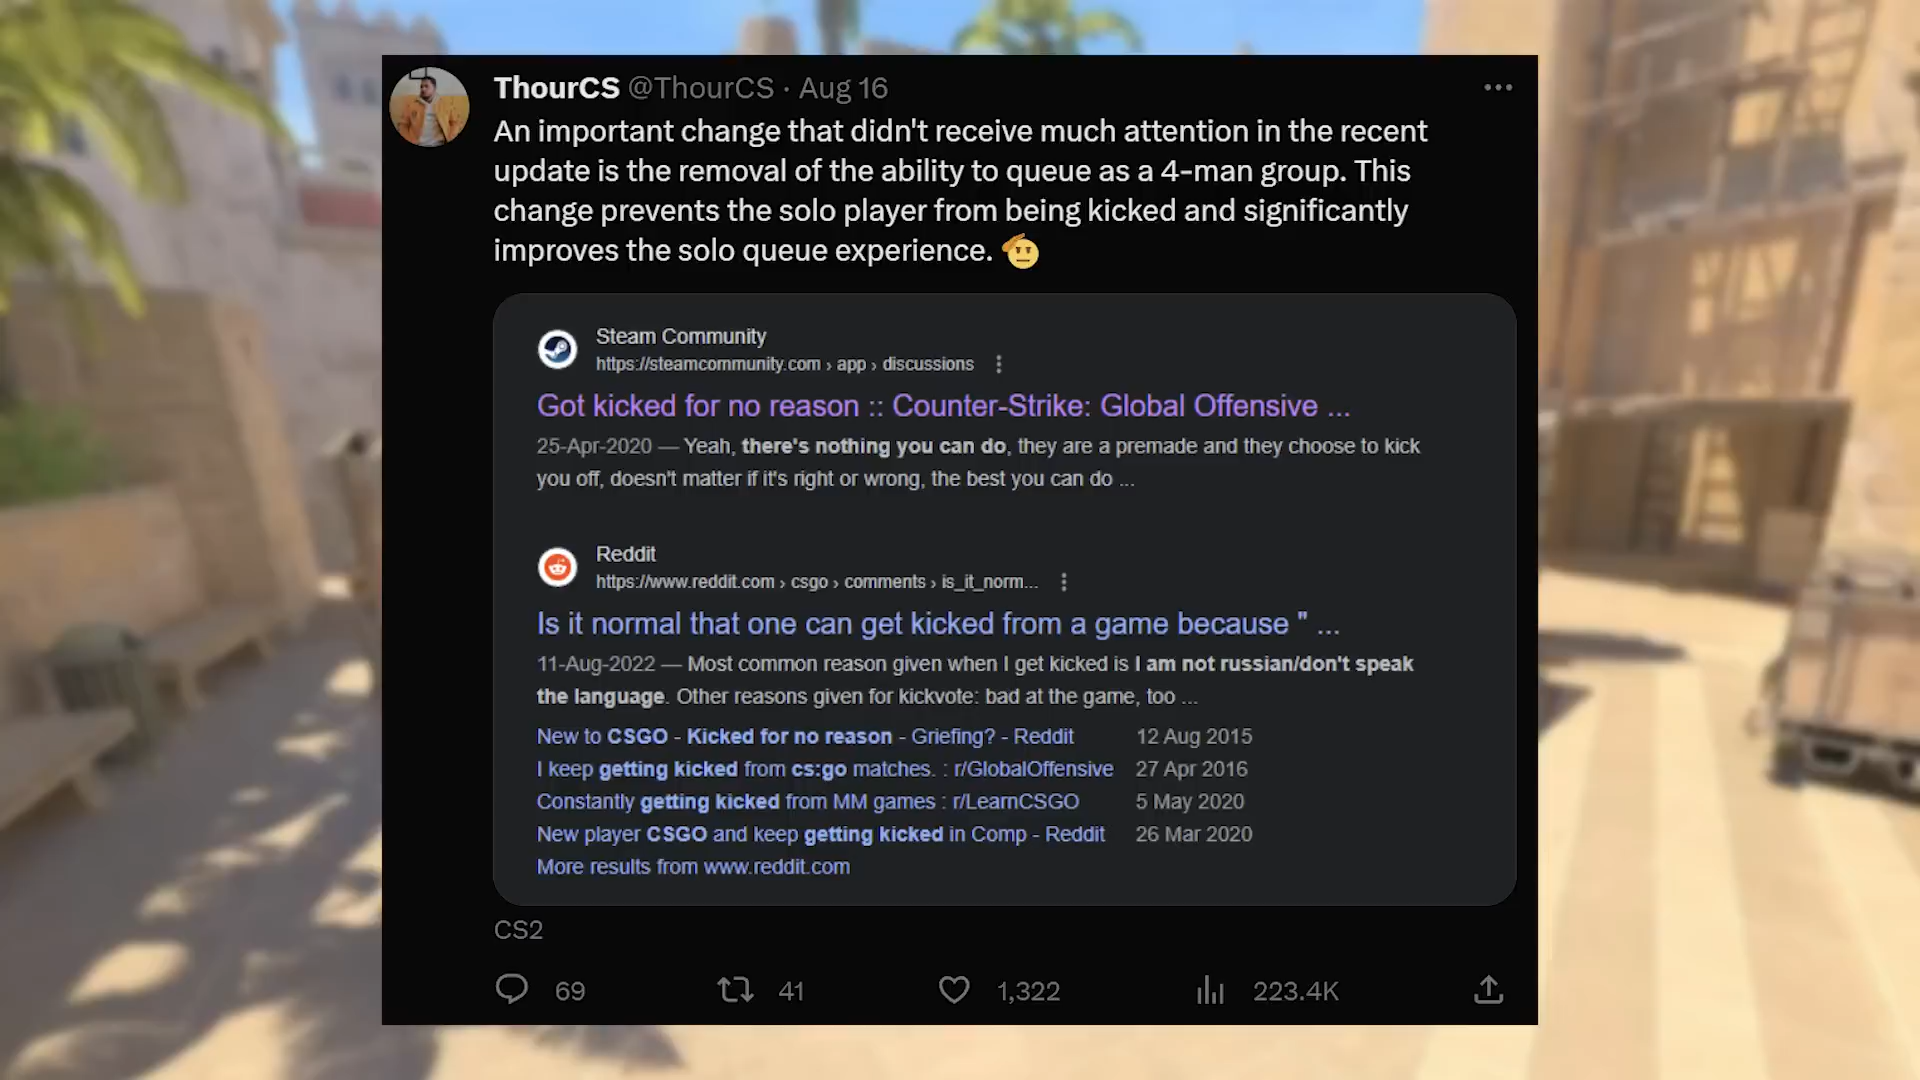 ThourCS @ThourCS · Aug 16
An important change that didn't receive much attention in the recent
update is the removal of the ability to queue as a 4-man group. This
change prevents the solo player from being kicked and significantly
improves the solo queue experience. 🫡
Steam Community
https://steamcommunity.com › app › discussions
Got kicked for no reason :: Counter-Strike: Global Offensive ...
25-Apr-2020 — Yeah, there's nothing you can do, they are a premade and they choose to kick
you off, doesn't matter if it's right or wrong, the best you can do ...
Reddit
https://www.reddit.com › csgo › comments › is_it_norm...
Is it normal that one can get kicked from a game because " ...
11-Aug-2022 — Most common reason given when I get kicked is I am not russian/don't speak
the language. Other reasons given for kickvote: bad at the game, too ...
New to CSGO - Kicked for no reason - Griefing? - Reddit 12 Aug 2015
I keep getting kicked from cs:go matches. : r/GlobalOffensive 27 Apr 2016
Constantly getting kicked from MM games : r/LearnCSGO 5 May 2020
New player CSGO and keep getting kicked in Comp - Reddit 26 Mar 2020
More results from www.reddit.com
CS2
69 41 1,322 223.4K